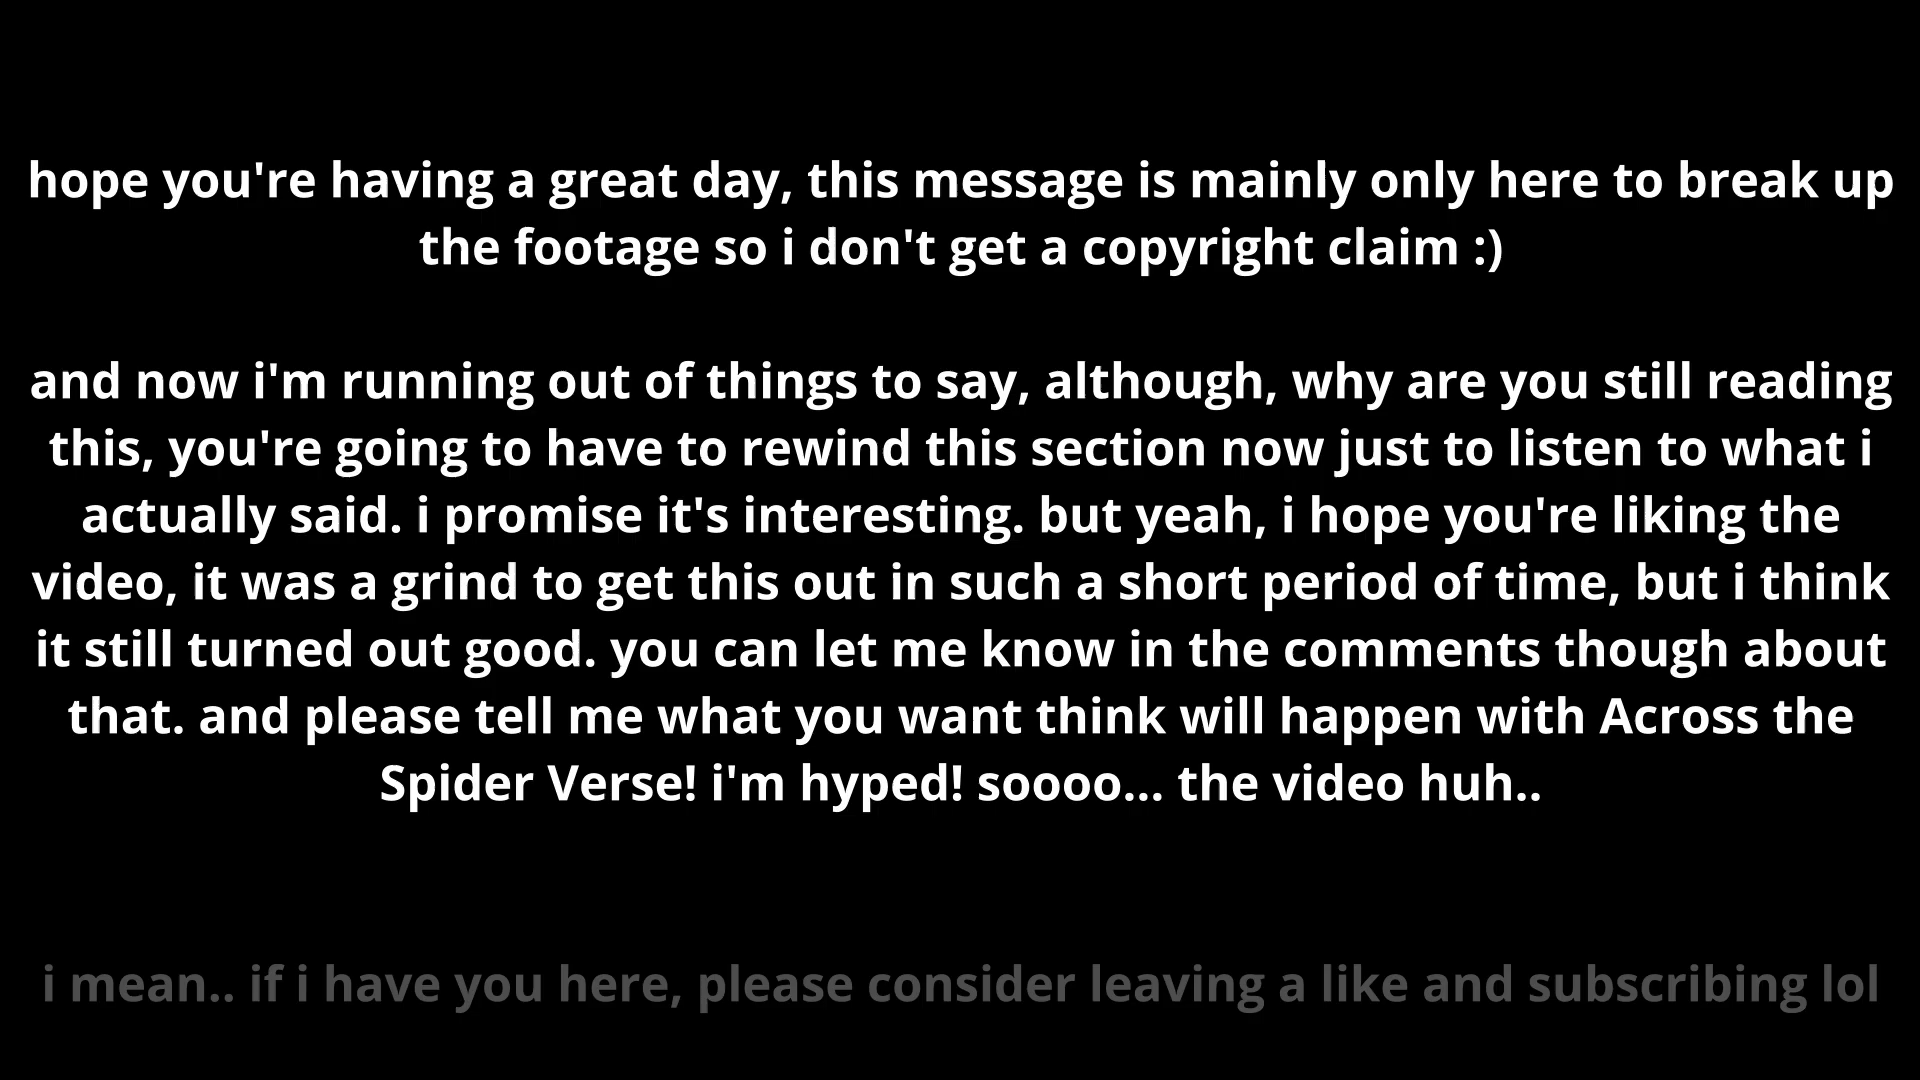 hope you're having a great day, this message is mainly only here to break up
the footage so i don't get a copyright claim :)
and now i'm running out of things to say, although, why are you still reading
this, you're going to have to rewind this section now just to listen to what i
actually said. i promise it's interesting. but yeah, i hope you're liking the
video, it was a grind to get this out in such a short period of time, but i think
it still turned out good. you can let me know in the comments though about
that. and please tell me what you want think will happen with Across the
Spider Verse! i'm hyped! soooo... the video huh..
i mean.. if i have you here, please consider leaving a like and subscribing lol